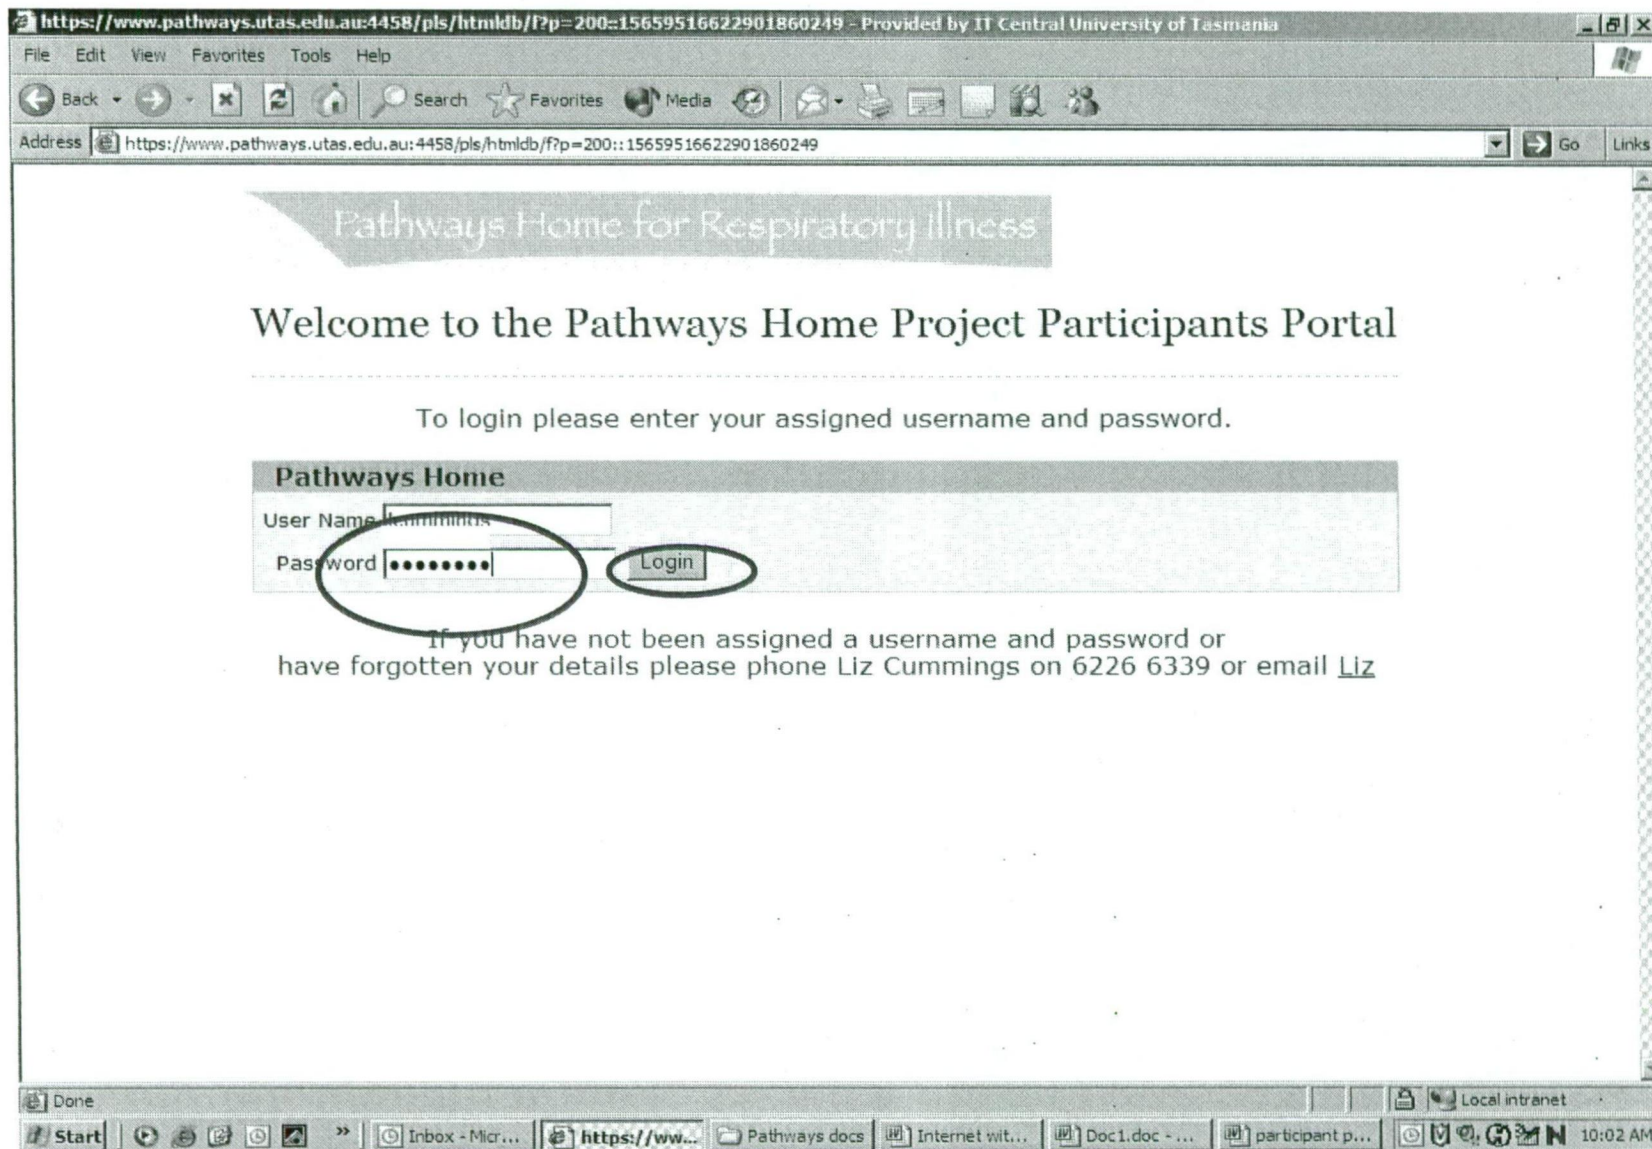 https://www.pathways.utas.edu.au:4458/pls/htmldb/f?p=200::15659516622901860249 - Provided by IT Central University of Tasmania
File Edit View Favorites Tools Help
Back Search Favorites Media
Address https://www.pathways.utas.edu.au:4458/pls/htmldb/f?p=200::15659516622901860249 Go Links
Pathways Home for Respiratory illness
Welcome to the Pathways Home Project Participants Portal
To login please enter your assigned username and password.
Pathways Home
User Name
Password •••••••• Login
If you have not been assigned a username and password or
have forgotten your details please phone Liz Cummings on 6226 6339 or email Liz
Done Local intranet
Start » Inbox - Micr... https://ww... Pathways docs Internet wit... Doc1.doc - ... participant p... 10:02 AM